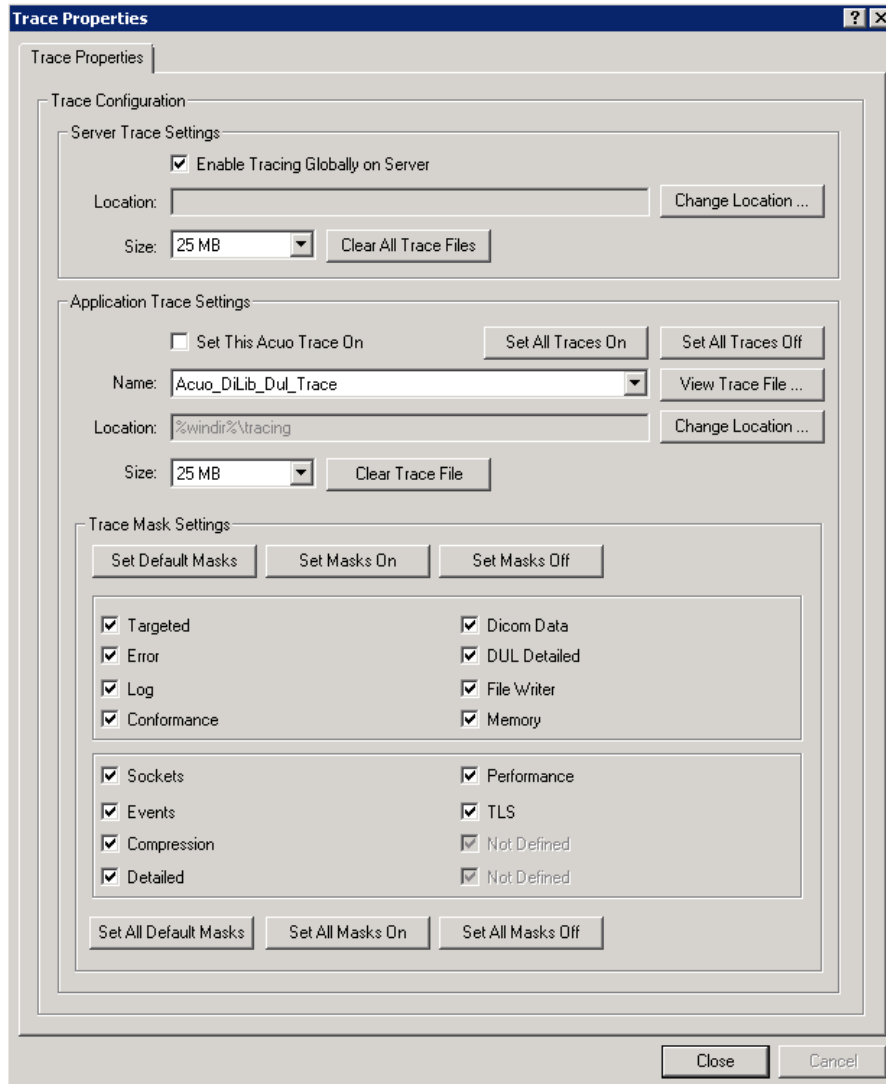 Trace Properties
Trace Properties
Trace Configuration
Server Trace Settings
Enable Tracing Globally on Server
Location: Change Location ...
Size: 25 MB Clear All Trace Files
Application Trace Settings
Set This Acuo Trace On Set All Traces On Set All Traces Off
Name: Acuo_DiLib_Dul_Trace View Trace File ...
Location: %windir%\tracing Change Location ...
Size: 25 MB Clear Trace File
Trace Mask Settings
Set Default Masks Set Masks On Set Masks Off
Targeted Dicom Data
Error DUL Detailed
Log File Writer
Conformance Memory
Sockets Performance
Events TLS
Compression Not Defined
Detailed Not Defined
Set All Default Masks Set All Masks On Set All Masks Off
Close Cancel